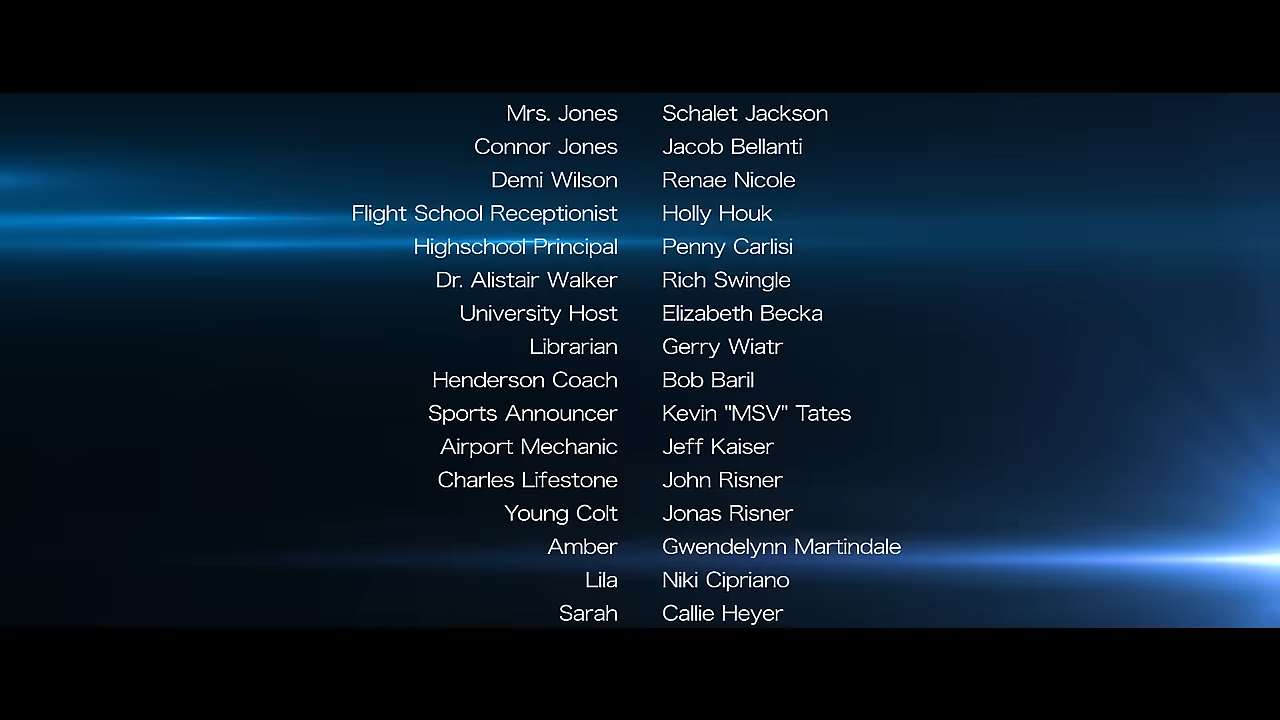 Mrs. Jones Schalet Jackson
Connor Jones Jacob Bellanti
Demi Wilson Renae Nicole
Flight School Receptionist Holly Houk
Highschool Principal Penny Carlisi
Dr. Alistair Walker Rich Swingle
University Host Elizabeth Becka
Librarian Gerry Wiatr
Henderson Coach Bob Baril
Sports Announcer Kevin "MSV" Tates
Airport Mechanic Jeff Kaiser
Charles Lifestone John Risner
Young Colt Jonas Risner
Amber Gwendelynn Martindale
Lila Niki Cipriano
Sarah Callie Heyer